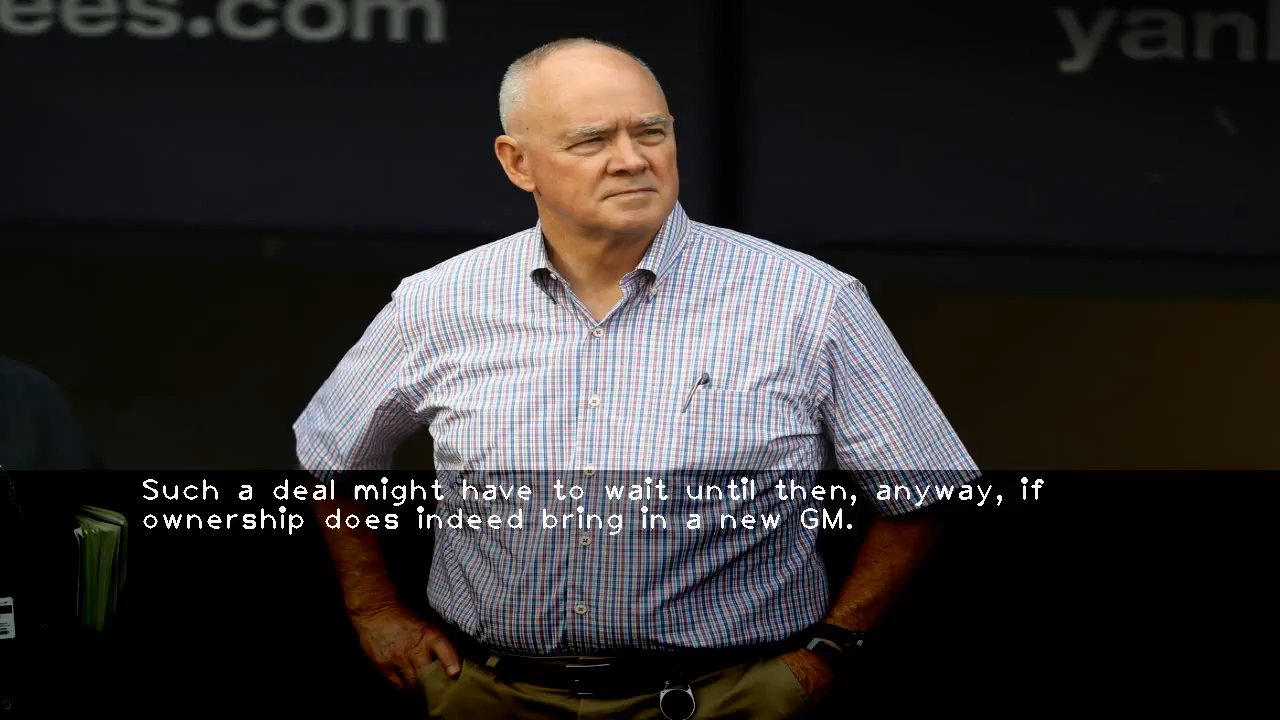 ees.com
yank
Such a deal might have to wait until then, anyway, if
ownership does indeed bring in a new GM.